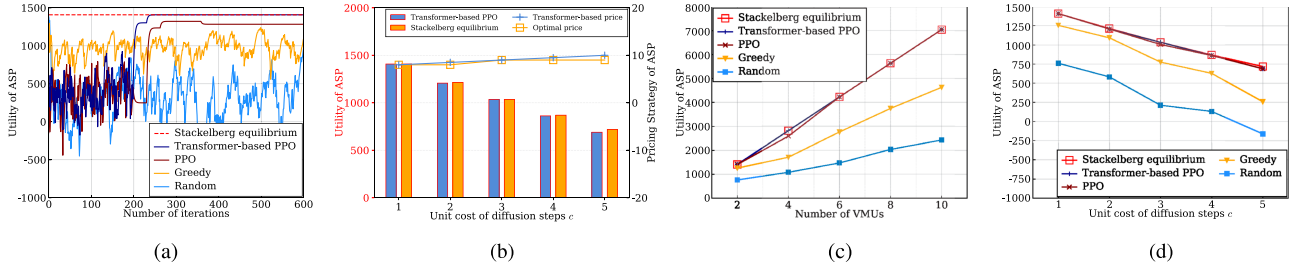 Utility of ASP
1500
1000
500
0
-500
1000
0
100
200
300
400
500
600
Number of iterations
Stackelberg equilibrium
Transformer-based PPO
PPO
Greedy
Random
(a)
Utility of ASP
2000
1500
1000
500
0
Transformer-based PPO
Stackelberg equilibrium
Transformer-based price
Optimal price
20
10
0
-10
-20
Pricing Strategy of ASP
1
2
3
4
5
Unit cost of diffusion steps c
(b)
Utility of ASP
8000
7000
6000
5000
4000
3000
2000
1000
0
Stackelberg equilibrium
Transformer-based PPO
PPO
Greedy
Random
2
4
6
8
10
Number of VMUs
(c)
Utility of ASP
1500
1250
1000
750
500
250
0
-250
-500
-750
-1000
Stackelberg equilibrium
Transformer-based PPO
PPO
Greedy
Random
1
2
3
4
5
Unit cost of diffusion steps c
(d)